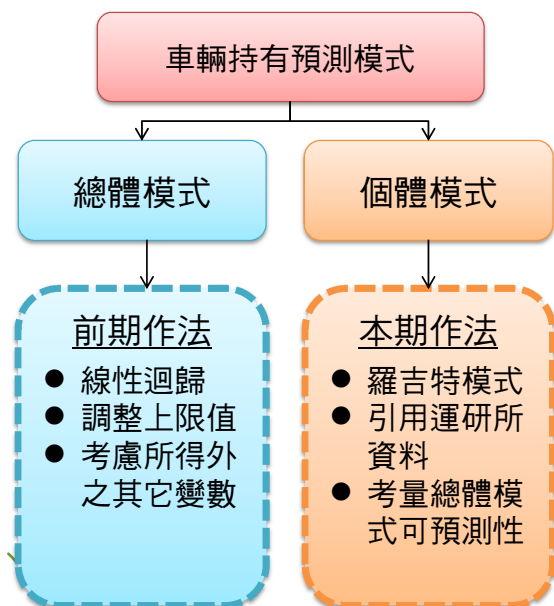 車輛持有預測模式
總體模式
個體模式
前期作法
● 線性迴歸
● 調整上限值
● 考慮所得外
之其它變數
本期作法
● 羅吉特模式
● 引用運研所
資料
● 考量總體模
式可預測性